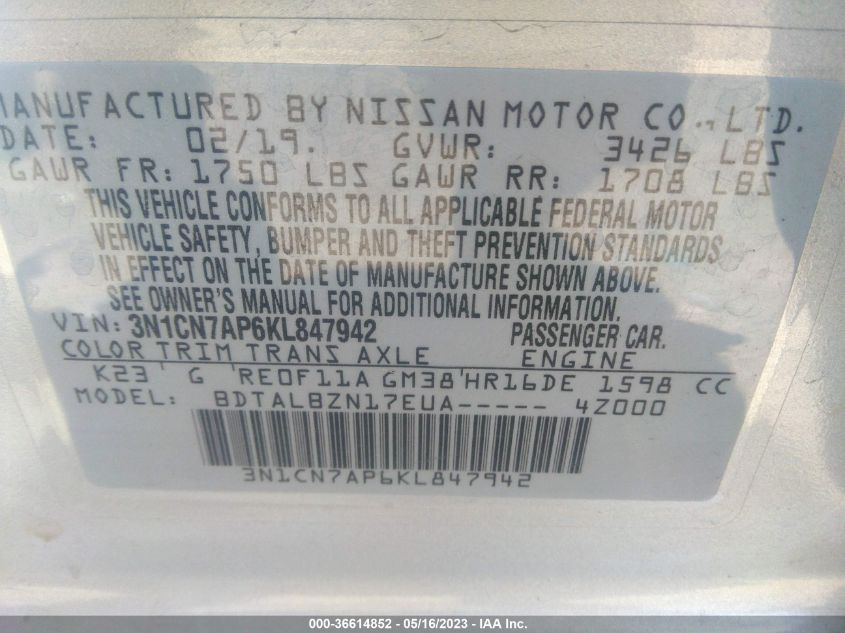 MANUFACTURED BY NISSAN MOTOR CO., LTD.
DATE: 02/19. GVWR: 3426 LBS
GAWR FR: 1750 LBS GAWR RR: 1708 LBS
THIS VEHICLE CONFORMS TO ALL APPLICABLE FEDERAL MOTOR
VEHICLE SAFETY, BUMPER AND THEFT PREVENTION STANDARDS
IN EFFECT ON THE DATE OF MANUFACTURE SHOWN ABOVE.
SEE OWNER'S MANUAL FOR ADDITIONAL INFORMATION.
VIN: 3N1CN7AP6KL847942 PASSENGER CAR.
COLOR TRIM TRANS AXLE ENGINE
K23 G RE0F11A GM38 HR16DE 1598 CC
MODEL: BDTALBZN17EUA----- 4Z000
3N1CN7AP6KL847942
000-36614852 - 05/16/2023 - IAA Inc.